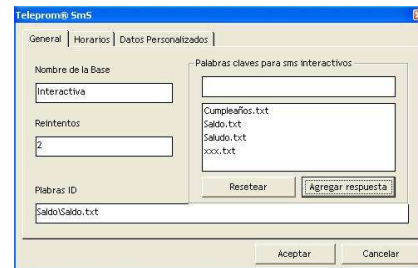 Teleprom® SmS
General Horarios Datos Personalizados
Nombre de la Base
Interactiva
Reintentos
2
Palabras claves para sms interactivos
Cumpleaños.txt
Saldo.txt
Saludo.txt
xxx.txt
Resetear Agregar respuesta
Plabras ID
Saldo\Saldo.txt
Aceptar Cancelar